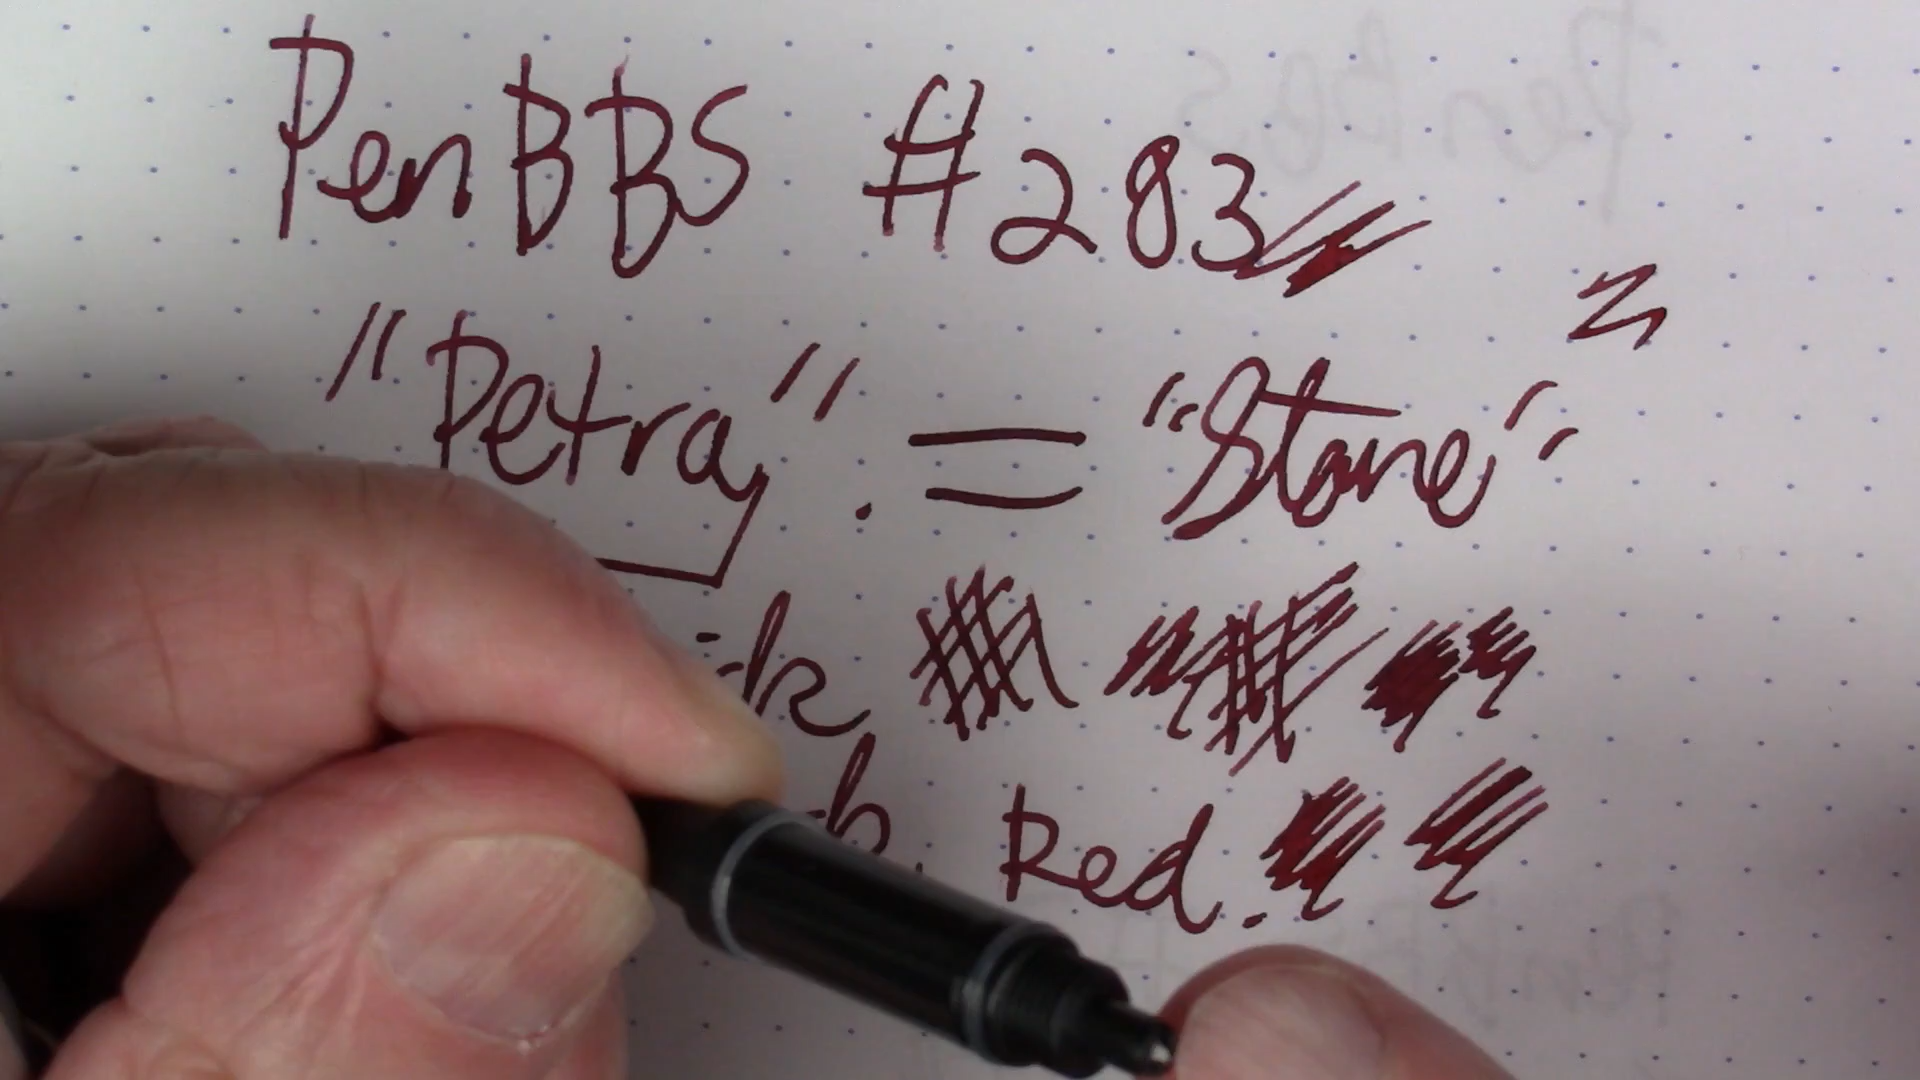 PenBBS #283
"Petra". = "Stone"
Red.